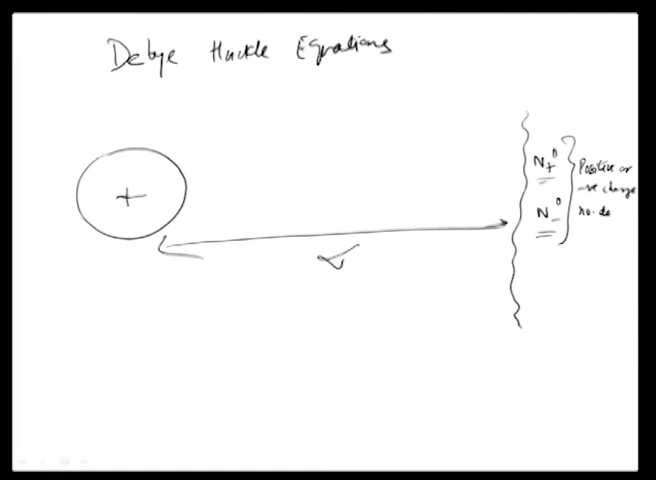 Debye Huckle Equations
+
N+⁰
N-⁰
Positive or
-ve charge
no. de